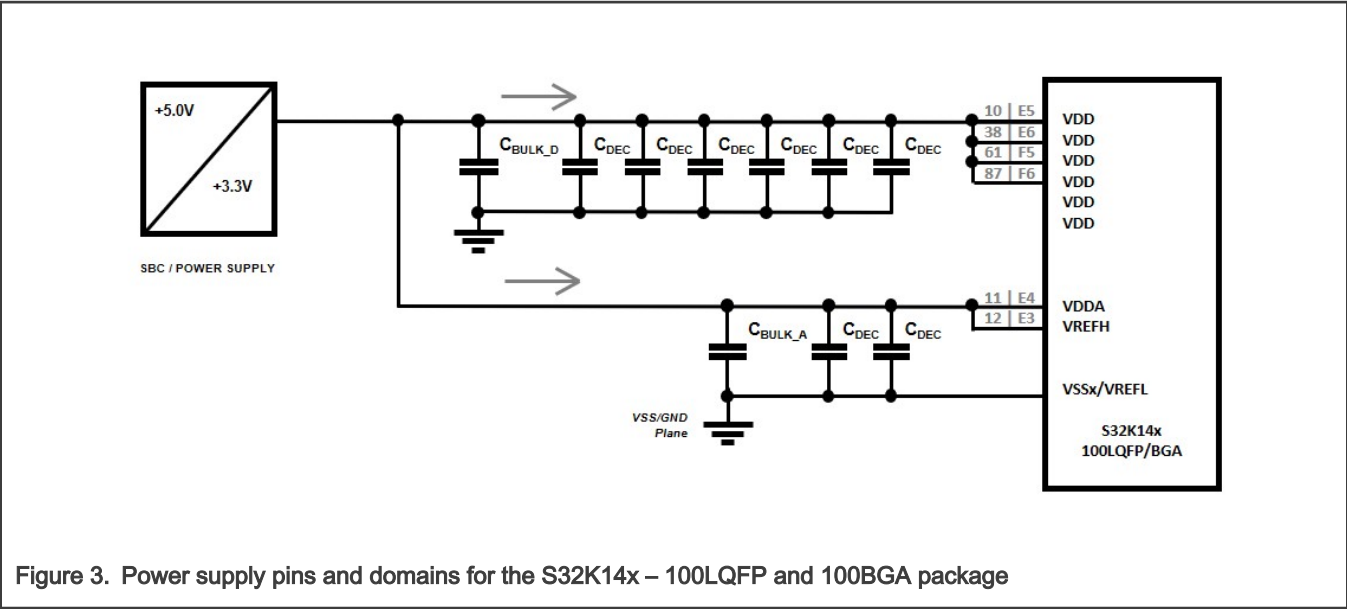 +5.0V
+3.3V
SBC / POWER SUPPLY
CBULK_D
CDEC
CDEC
CDEC
CDEC
CDEC
CDEC
10 | E5
38 | E6
61 | F5
87 | F6
VDD
VDD
VDD
VDD
VDD
VDD
11 | E4
12 | E3
VDDA
VREFH
CBULK_A
CDEC
CDEC
VSSx/VREFL
VSS/GND
Plane
S32K14x
100LQFP/BGA
Figure 3. Power supply pins and domains for the S32K14x – 100LQFP and 100BGA package